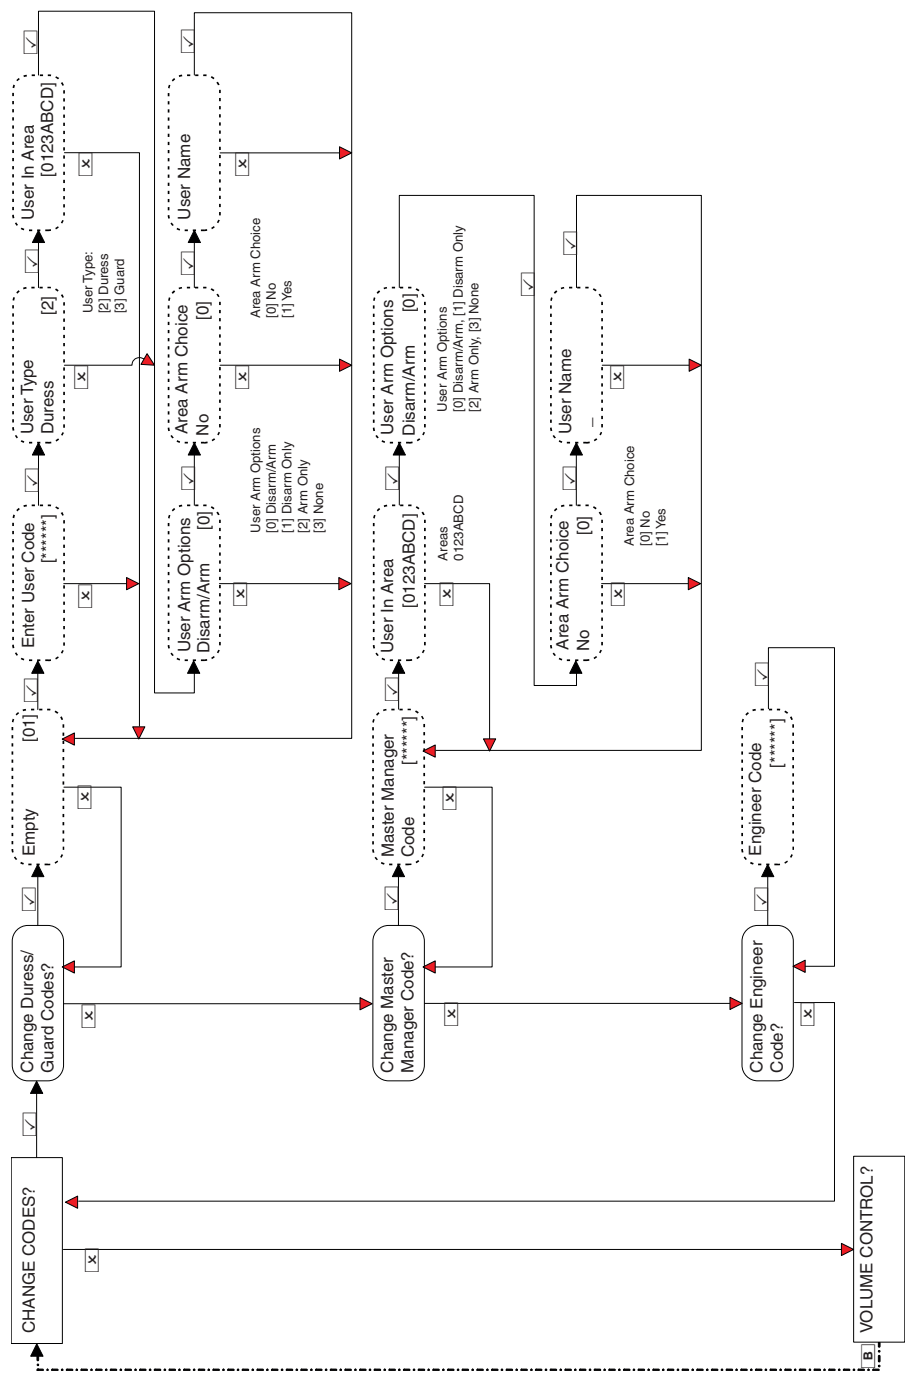 CHANGE CODES?
Change Duress/
Guard Codes?
Empty [01]
Enter User Code
[******]
User Type [2]
Duress
User Type:
[2] Duress
[3] Guard
User In Area
[0123ABCD]
User Arm Options
Disarm/Arm [0]
User Arm Options
[0] Disarm/Arm
[1] Disarm Only
[2] Arm Only
[3] None
Area Arm Choice
No [0]
Area Arm Choice
[0] No
[1] Yes
User Name
Change Master
Manager Code?
Master Manager
Code [******]
User In Area
[0123ABCD]
Areas
0123ABCD
User Arm Options
Disarm/Arm [0]
User Arm Options
[0] Disarm/Arm, [1] Disarm Only
[2] Arm Only, [3] None
Area Arm Choice
No [0]
Area Arm Choice
[0] No
[1] Yes
User Name
_
Change Engineer
Code?
Engineer Code
[******]
VOLUME CONTROL?
B